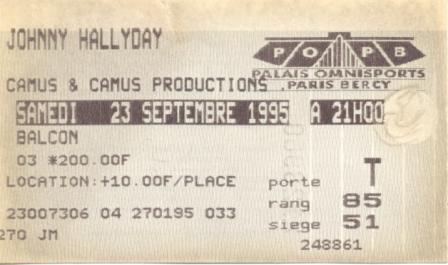 JOHNNY HALLYDAY
POPB
PALAIS OMNISPORTS
PARIS BERCY
CAMUS & CAMUS PRODUCTIONS
SAMEDI 23 SEPTEMBRE 1995 A 21H00
BALCON
03 *200.00F
LOCATION:+10.00F/PLACE
porte T
rang 85
23007306 04 270195 033
siege 51
270 JM
248861